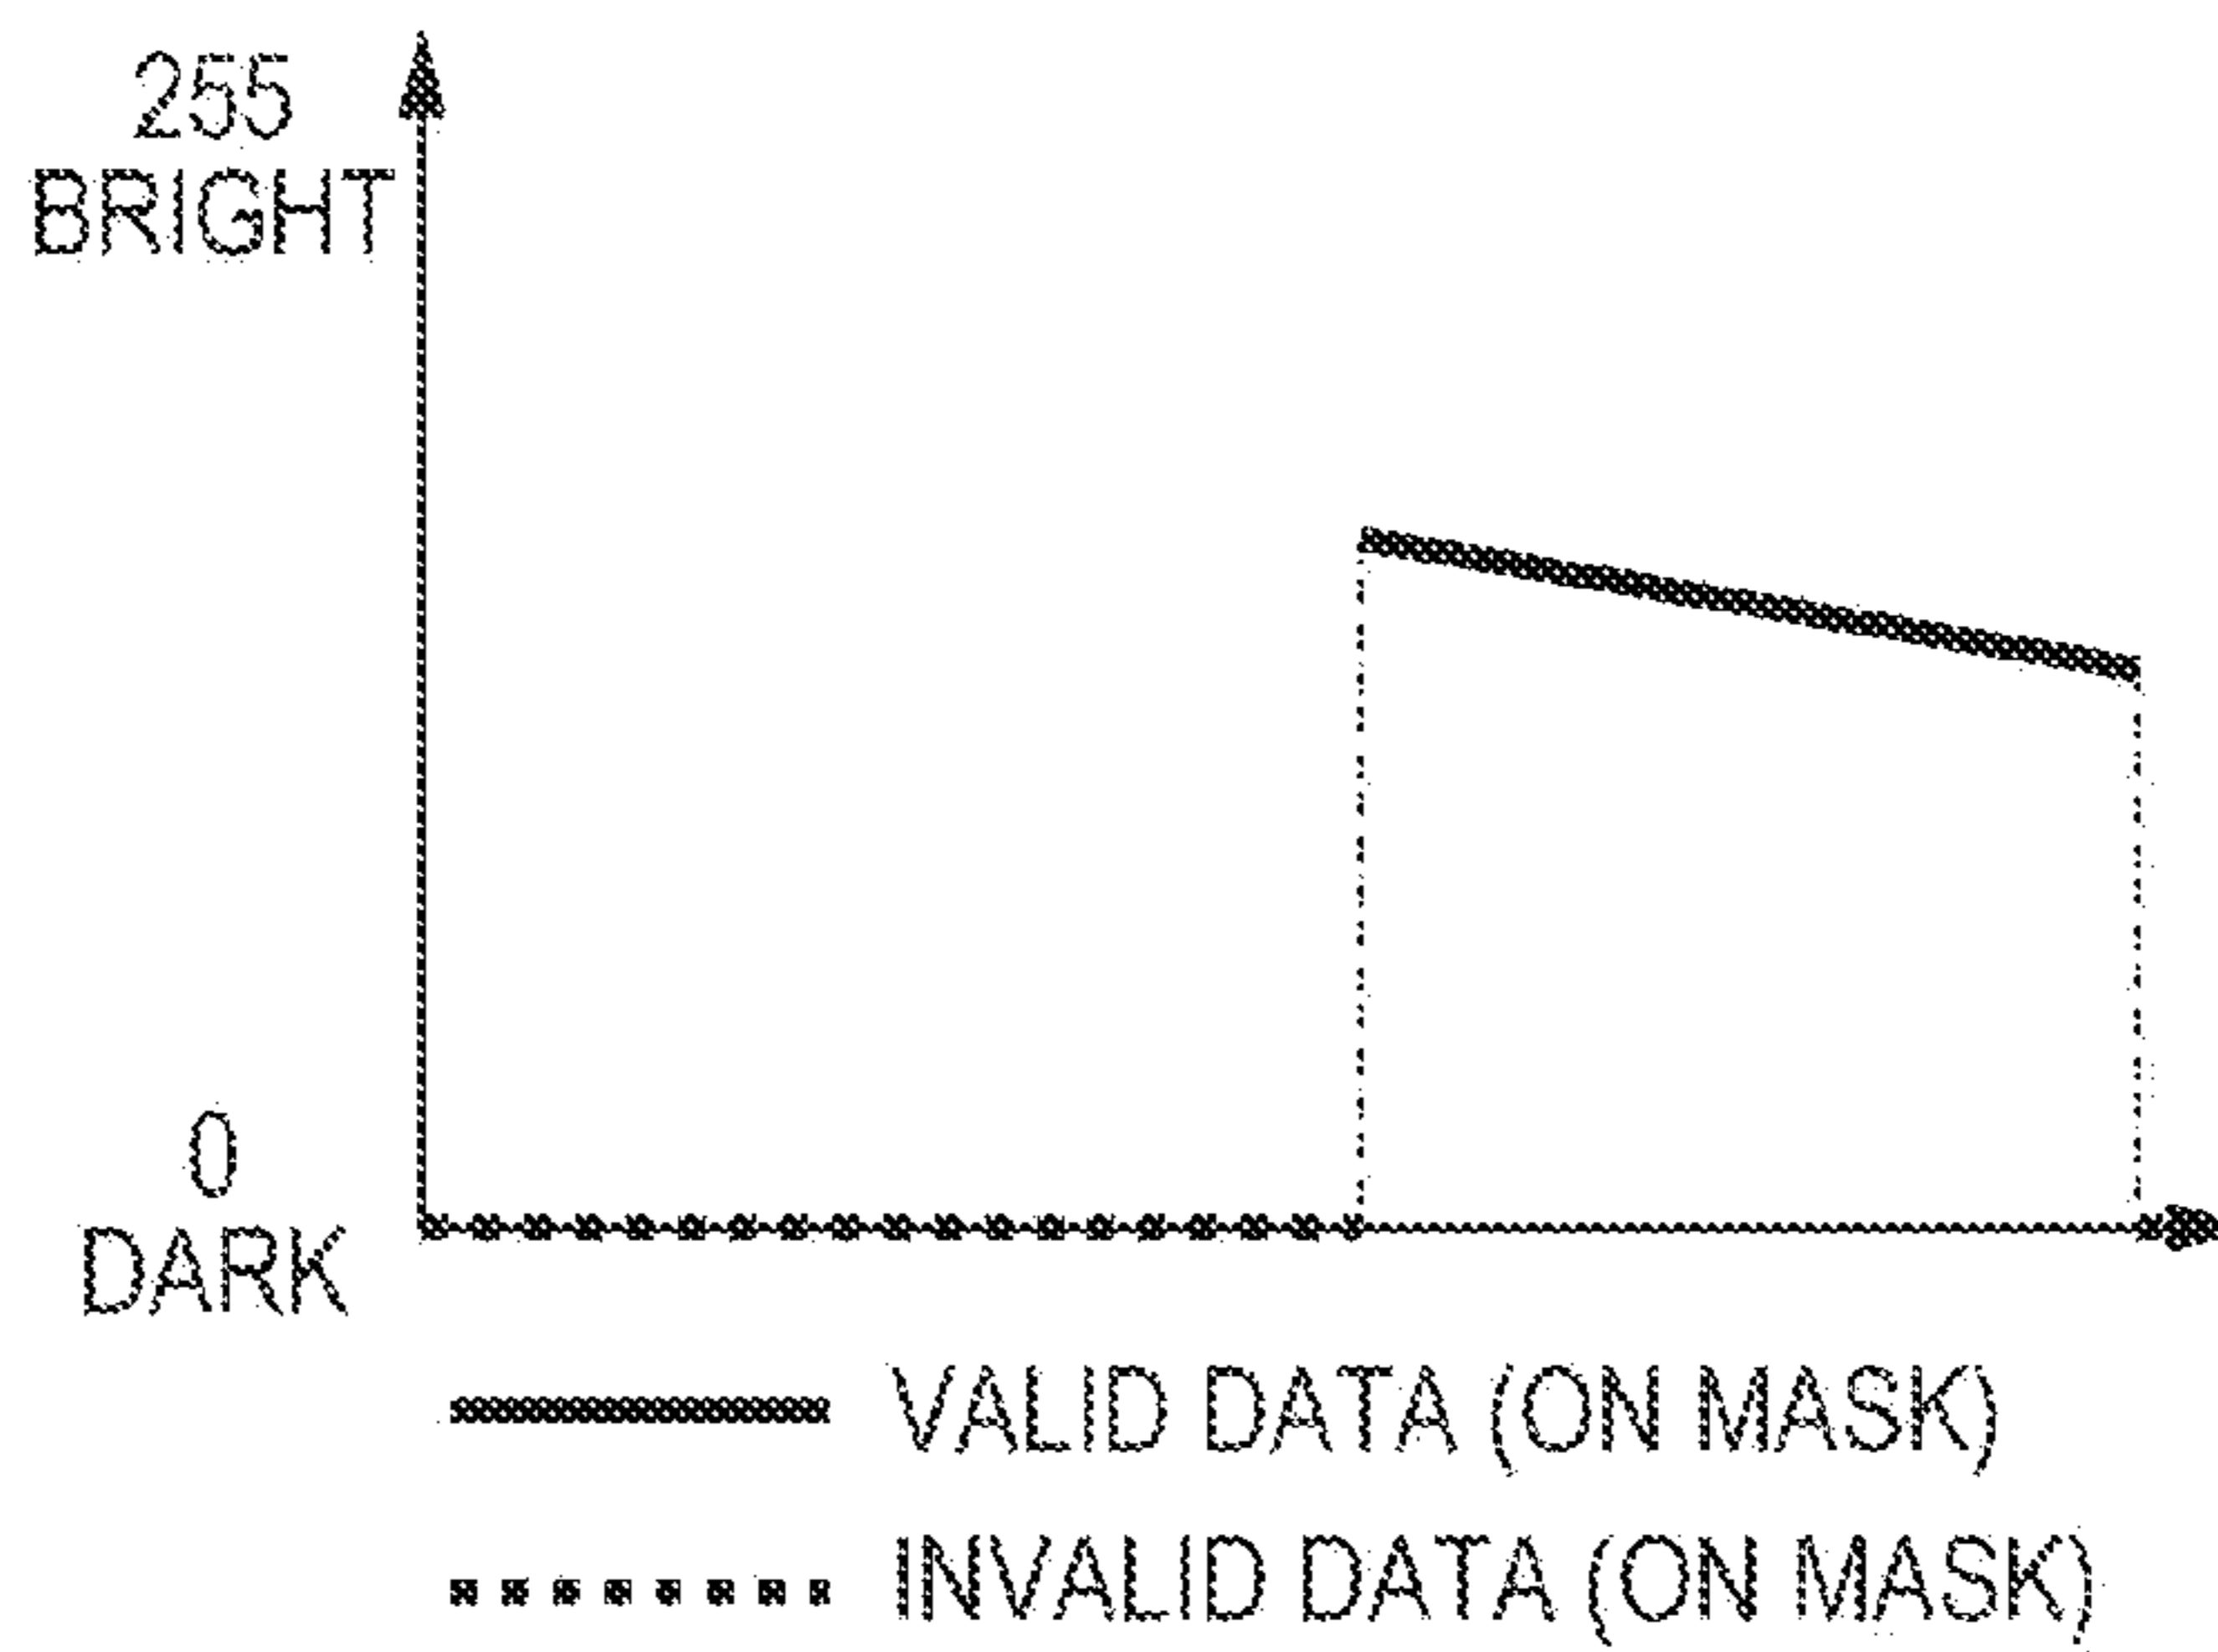 255
BRIGHT
0
DARK
VALID DATA (ON MASK)
INVALID DATA (ON MASK)